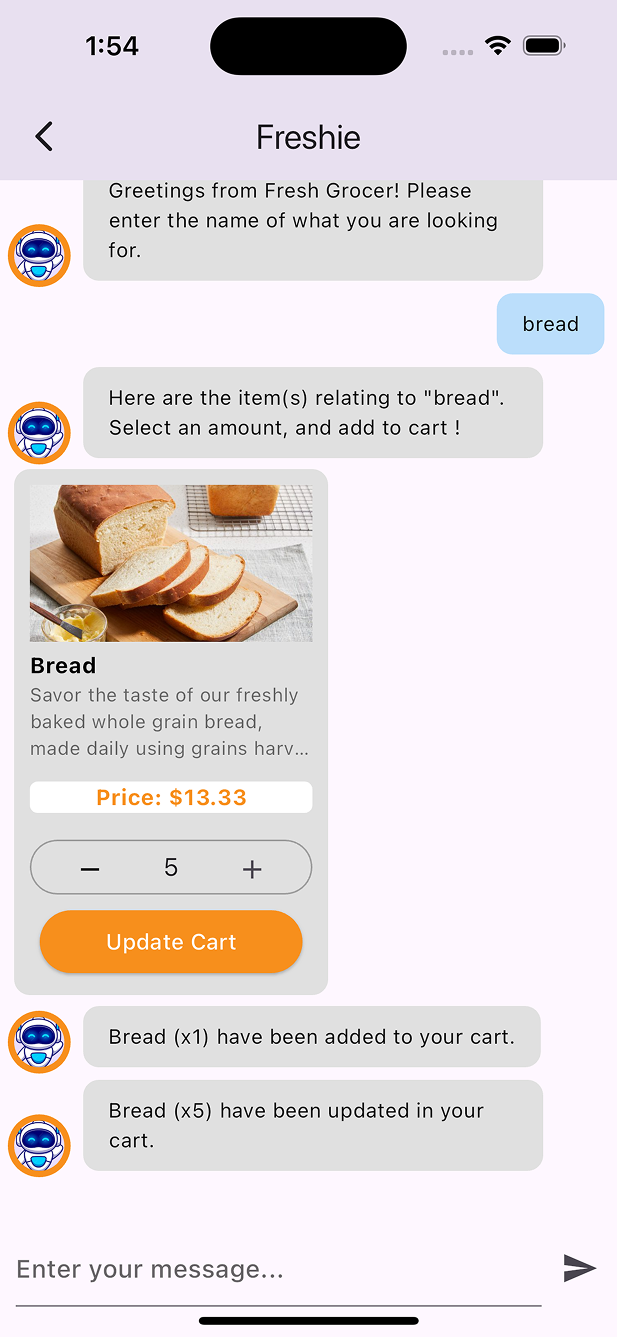 1:54
Freshie
Greetings from Fresh Grocer! Please
enter the name of what you are looking
for.
bread
Here are the item(s) relating to "bread".
Select an amount, and add to cart !
Bread
Savor the taste of our freshly
baked whole grain bread,
made daily using grains harv...
Price: $13.33
− 5 +
Update Cart
Bread (x1) have been added to your cart.
Bread (x5) have been updated in your
cart.
Enter your message...